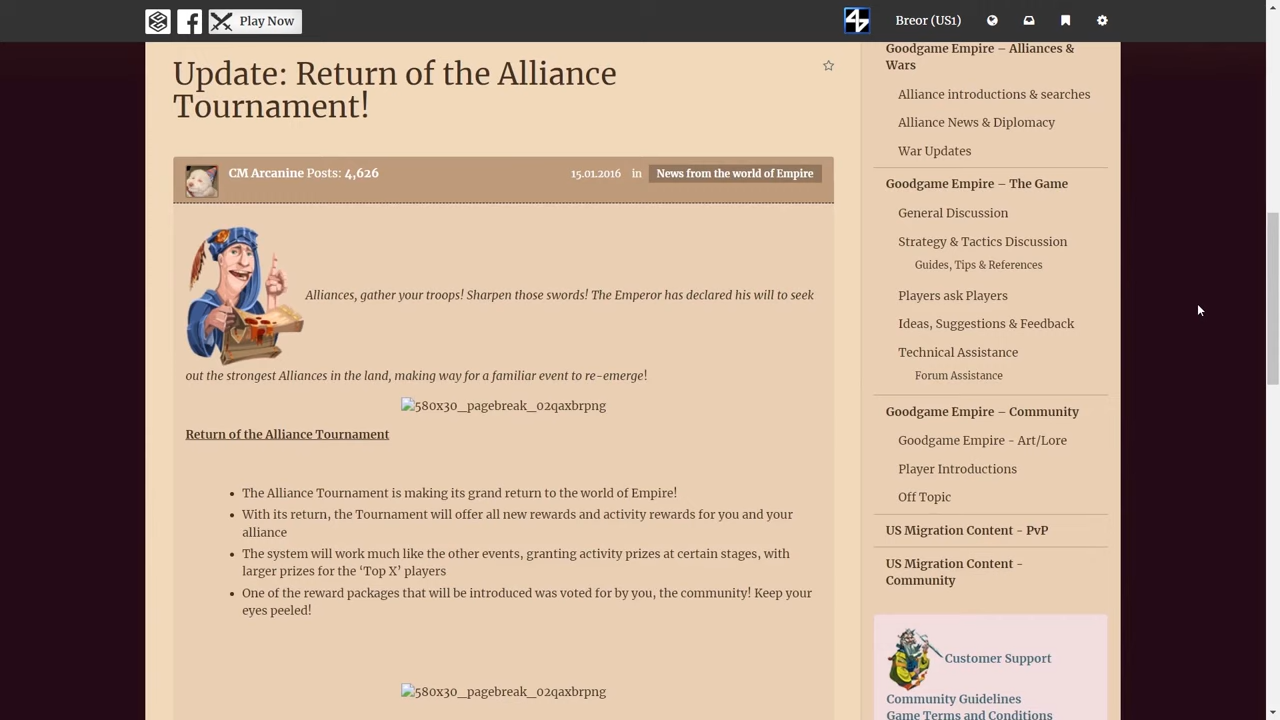 Play Now
Breor (US1)
Update: Return of the Alliance
Tournament!
CM Arcanine Posts: 4,626
15.01.2016 in News from the world of Empire
Alliances, gather your troops! Sharpen those swords! The Emperor has declared his will to seek
out the strongest Alliances in the land, making way for a familiar event to re-emerge!
580x30_pagebreak_02qaxbrpng
Return of the Alliance Tournament
• The Alliance Tournament is making its grand return to the world of Empire!
• With its return, the Tournament will offer all new rewards and activity rewards for you and your
alliance
• The system will work much like the other events, granting activity prizes at certain stages, with
larger prizes for the ‘Top X’ players
• One of the reward packages that will be introduced was voted for by you, the community! Keep your
eyes peeled!
580x30_pagebreak_02qaxbrpng
Goodgame Empire – Alliances &
Wars
Alliance introductions & searches
Alliance News & Diplomacy
War Updates
Goodgame Empire – The Game
General Discussion
Strategy & Tactics Discussion
Guides, Tips & References
Players ask Players
Ideas, Suggestions & Feedback
Technical Assistance
Forum Assistance
Goodgame Empire – Community
Goodgame Empire - Art/Lore
Player Introductions
Off Topic
US Migration Content - PvP
US Migration Content -
Community
Customer Support
Community Guidelines
Game Terms and Conditions